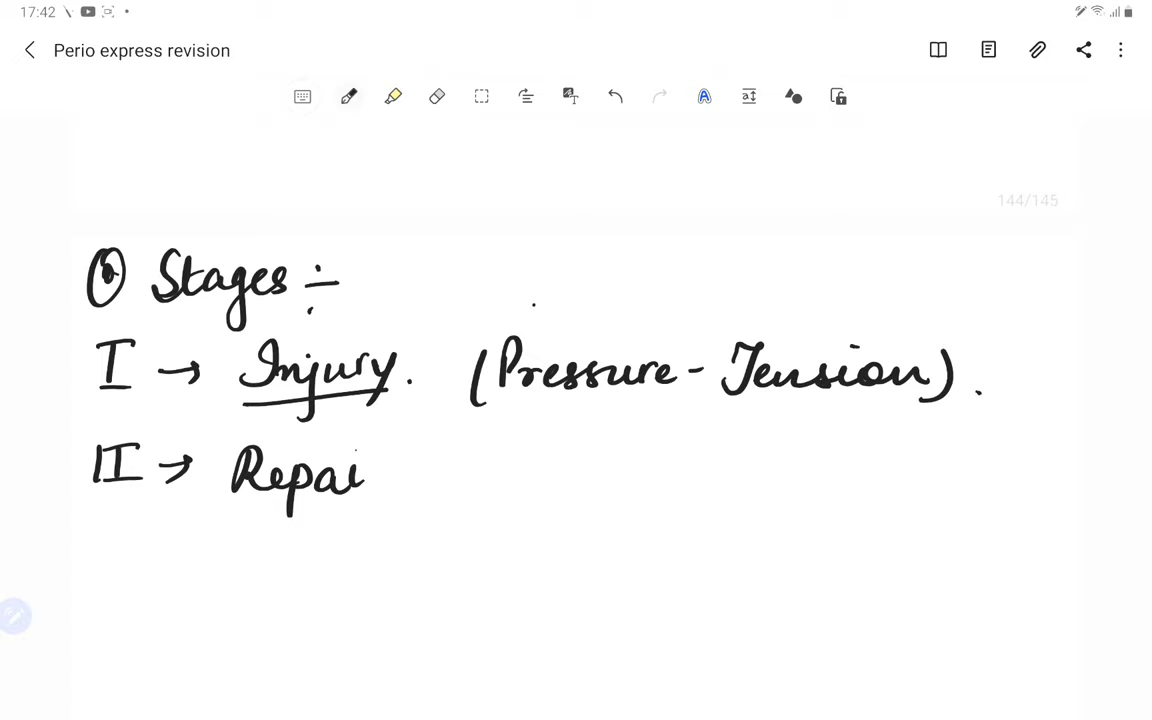 17:42
Perio express revision
144/145
Stages ÷
I → Injury. (Pressure - Tension).
II → Repai